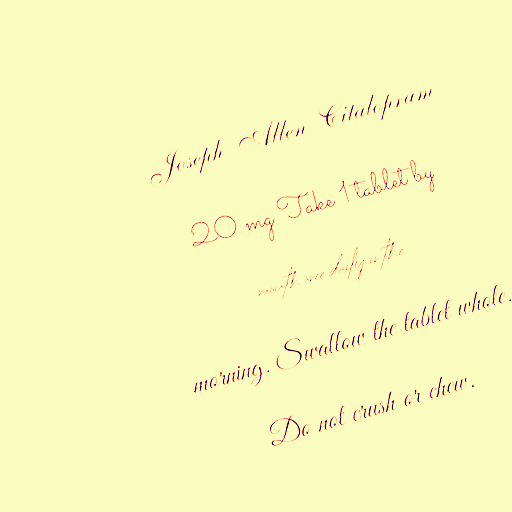 Joseph Allen Citalopram
20 mg Take 1 tablet by
mouth one daily in the
morning. Swallow the tablet whole.
Do not crush or chew.